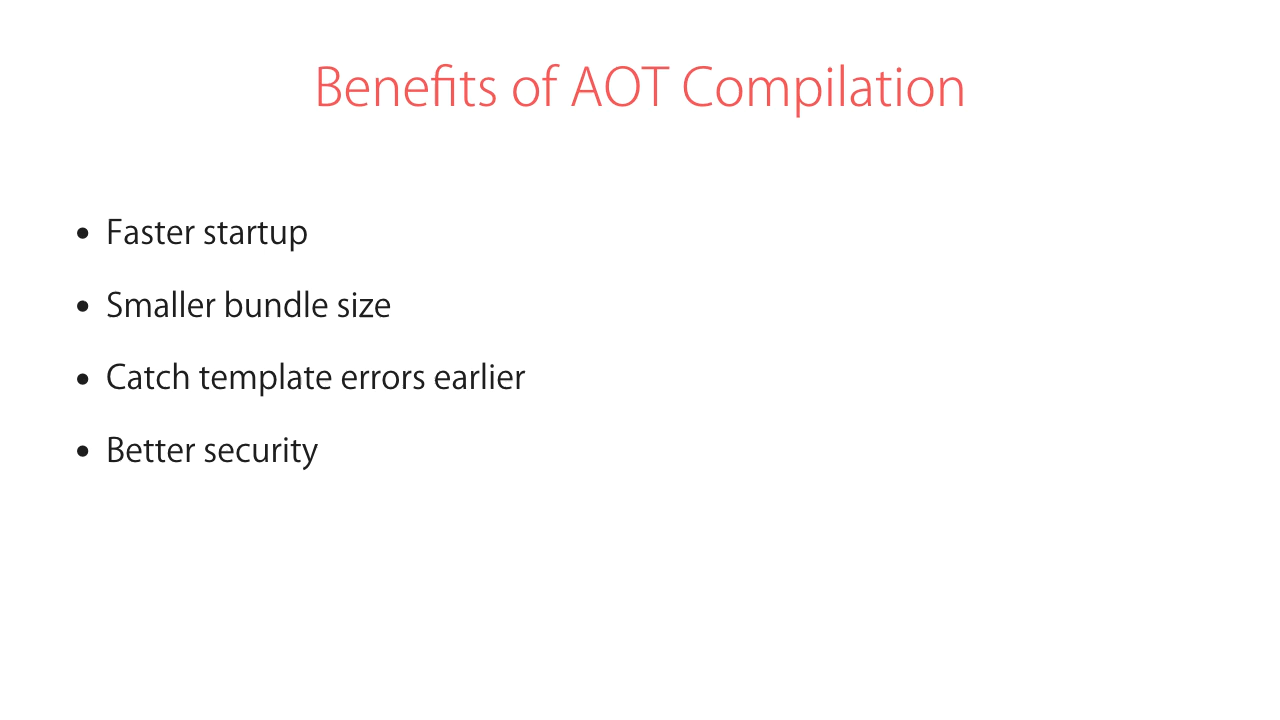 Benefits of AOT Compilation
• Faster startup
• Smaller bundle size
• Catch template errors earlier
• Better security